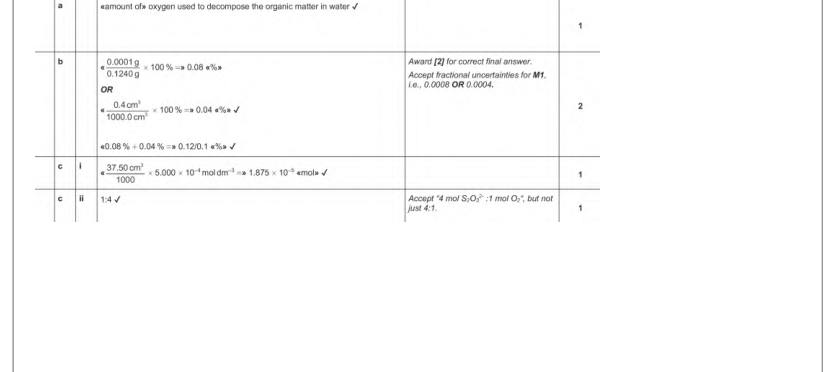 a
«amount of» oxygen used to decompose the organic matter in water ✓
1
b
« 0.0001 g / 0.1240 g × 100 % =» 0.08 «%»
OR
« 0.4 cm³ / 1000.0 cm³ × 100 % =» 0.04 «%» ✓
«0.08 % + 0.04 % =» 0.12/0.1 «%» ✓
Award [2] for correct final answer.
Accept fractional uncertainties for M1,
i.e., 0.0008 OR 0.0004.
2
c i
« 37.50 cm³ / 1000 × 5.000 × 10⁻⁴ mol dm⁻³ =» 1.875 × 10⁻⁵ «mol» ✓
1
c ii
1:4 ✓
Accept "4 mol S₂O₃²⁻ :1 mol O₂", but not
just 4:1.
1